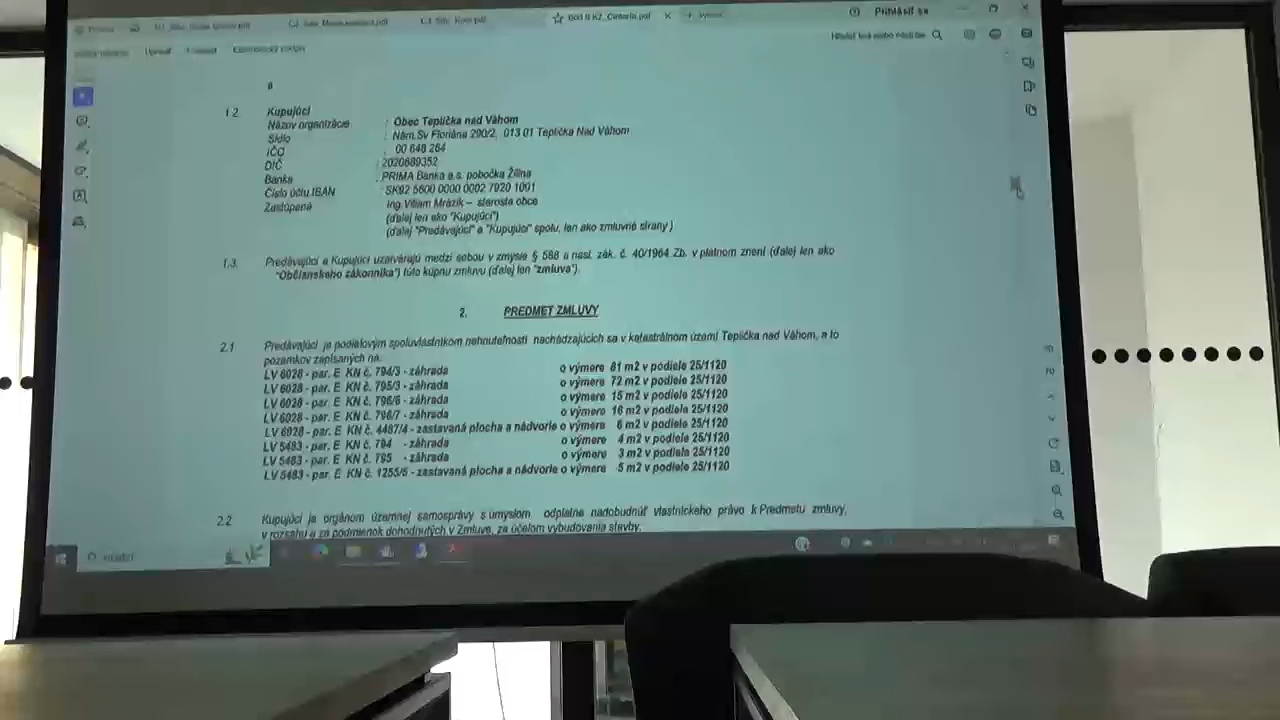 Prihlásiť sa
1.2. Kupujúci
Názov organizácie : Obec Teplička nad Váhom
Sídlo : Nám.Sv Floriána 290/2, 013 01 Teplička Nad Váhom
IČO : 00 648 264
DIČ : 2020689352
Banka : PRIMA Banka a.s. pobočka Žilina
Číslo účtu IBAN : SK92 5600 0000 0002 7020 1001
Zastúpená Ing.Viliam Mrázik – starosta obce
(ďalej len ako "Kupujúci")
(ďalej "Predávajúci" a "Kupujúci" spolu, len ako zmluvné strany )
1.3. Predávajúci a Kupujúci uzatvárajú medzi sebou v zmysle § 588 a nasl. zák. č. 40/1964 Zb. v platnom znení (ďalej len ako
"Občianskeho zákonníka") túto kúpnu zmluvu (ďalej len "zmluva").
2. PREDMET ZMLUVY
2.1 Predávajúci je podielovým spoluvlastníkom nehnuteľností nachádzajúcich sa v katastrálnom území Teplička nad Váhom, a to
pozemkov zapísaných na:
LV 6028 - par. E KN č. 794/3 - záhrada o výmere 81 m2 v podiele 25/1120
LV 6028 - par. E KN č. 795/3 - záhrada o výmere 72 m2 v podiele 25/1120
LV 6028 - par. E KN č. 796/6 - záhrada o výmere 15 m2 v podiele 25/1120
LV 6028 - par. E KN č. 796/7 - záhrada o výmere 16 m2 v podiele 25/1120
LV 6028 - par. E KN č. 4487/4 - zastavaná plocha a nádvorie o výmere 6 m2 v podiele 25/1120
LV 5483 - par. E KN č. 794 - záhrada o výmere 4 m2 v podiele 25/1120
LV 5483 - par. E KN č. 795 - záhrada o výmere 3 m2 v podiele 25/1120
LV 5483 - par. E KN č. 1255/5 - zastavaná plocha a nádvorie o výmere 5 m2 v podiele 25/1120
2.2 Kupujúci je orgánom územnej samosprávy s úmyslom odplatne nadobudnúť vlastníckeho právo k Predmetu zmluvy,
v rozsahu a za podmienok dohodnutých v Zmluve, za účelom vybudovania stavby.